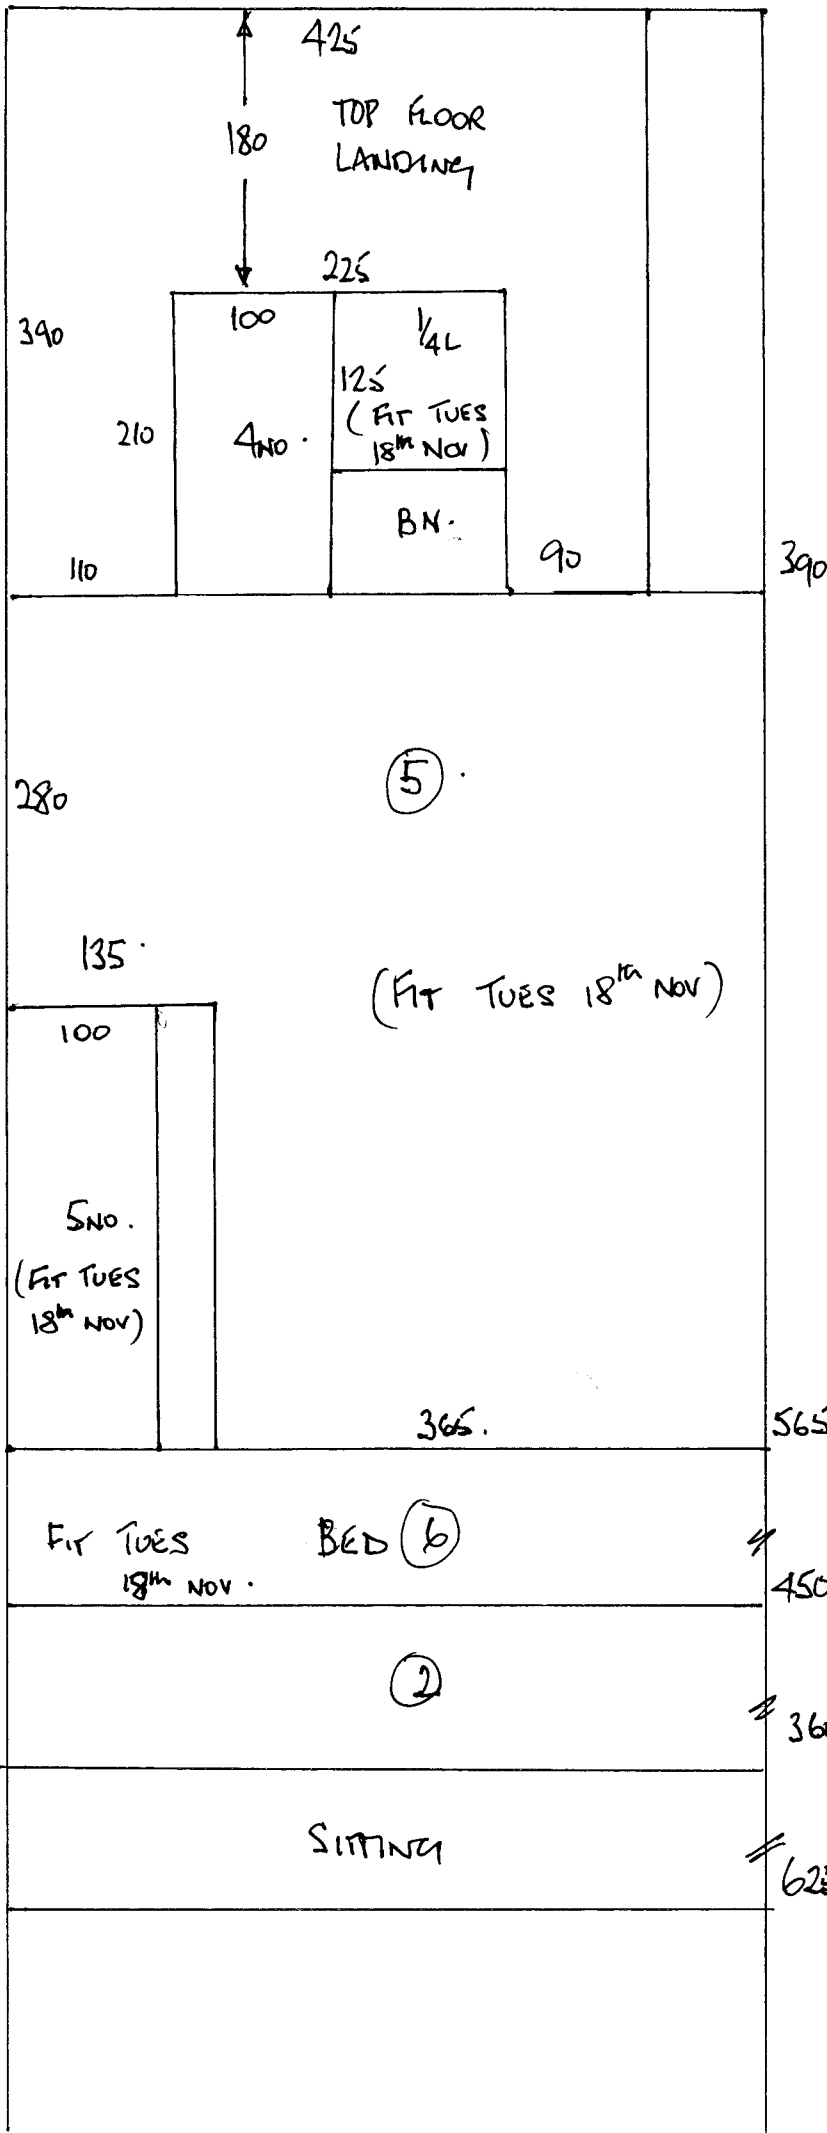 425
180
TOP FLOOR
LANDING
225
100
1/4L
390
125
(FIT TUES
18th NOV)
210
4NO.
BN.
110
90
390
5
280
135
(FIT TUES 18th NOV)
100
5NO.
(FIT TUES
18th NOV)
365.
565
FIT TUES
18th NOV.
BED 6
450
2
SITTING